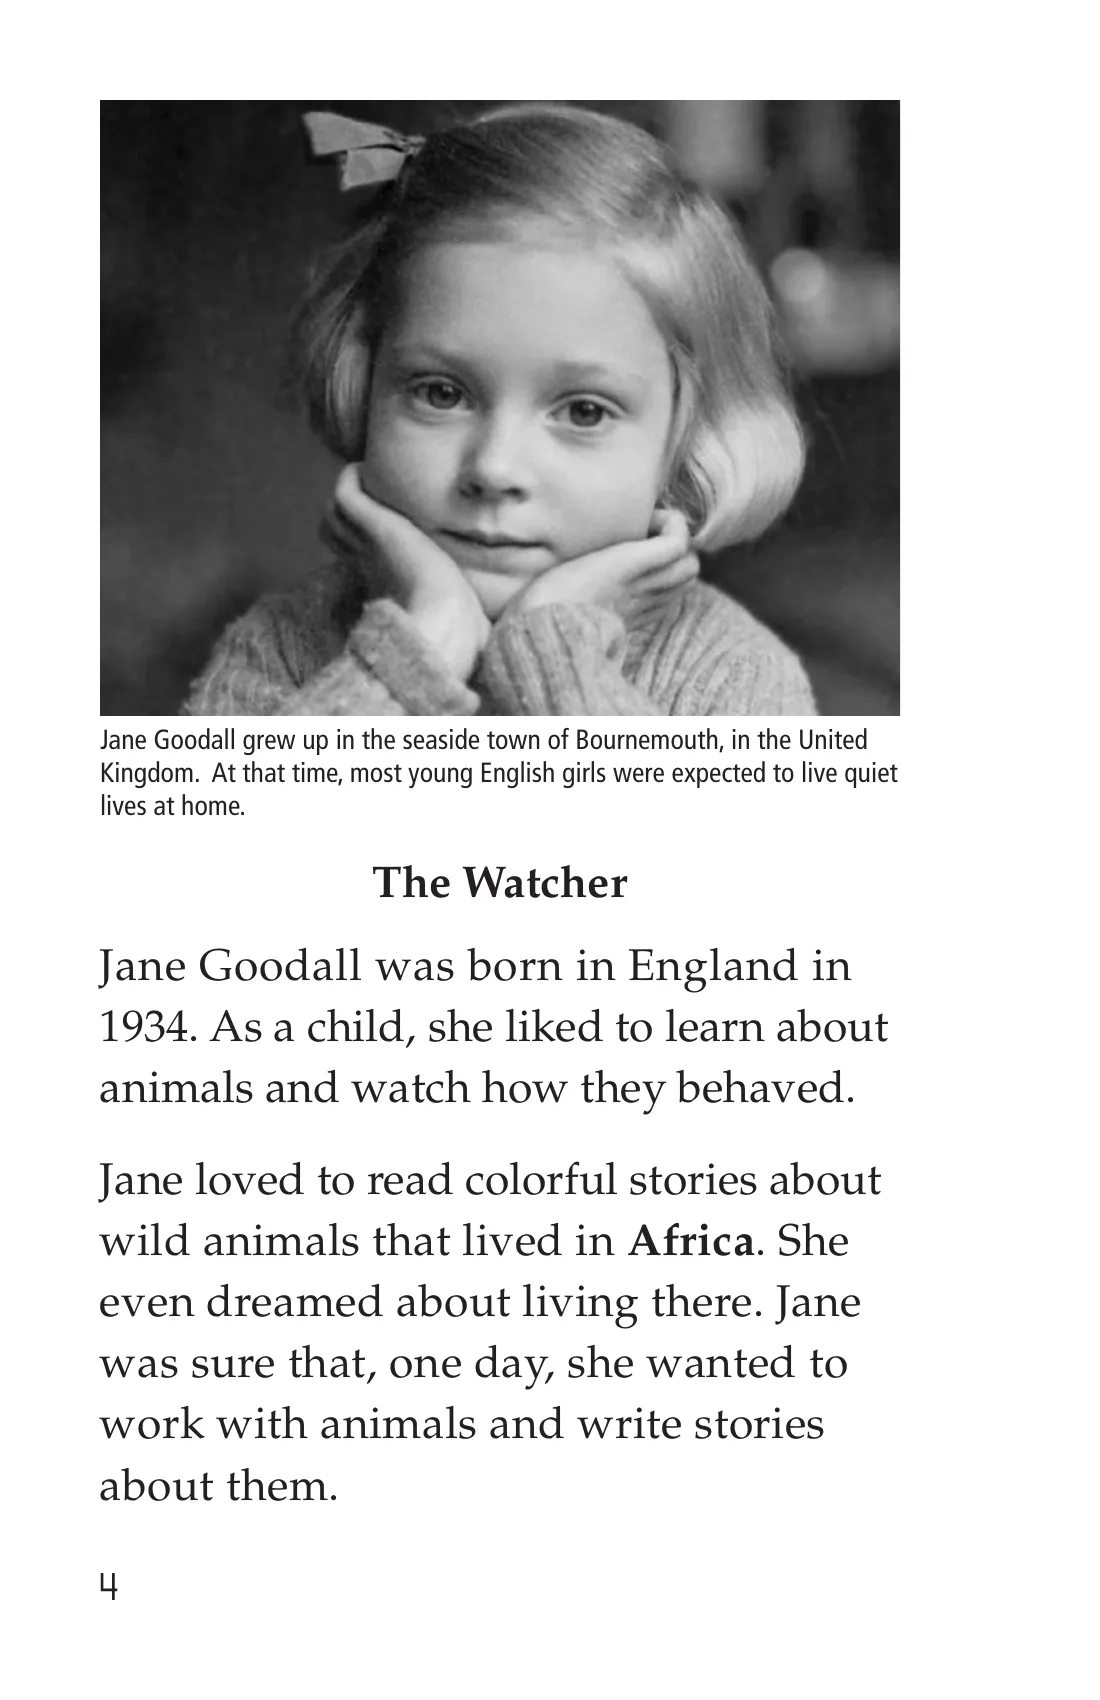 Jane Goodall grew up in the seaside town of Bournemouth, in the United
Kingdom.  At that time, most young English girls were expected to live quiet
lives at home.
The Watcher
Jane Goodall was born in England in
1934. As a child, she liked to learn about
animals and watch how they behaved.
Jane loved to read colorful stories about
wild animals that lived in Africa. She
even dreamed about living there. Jane
was sure that, one day, she wanted to
work with animals and write stories
about them.
4